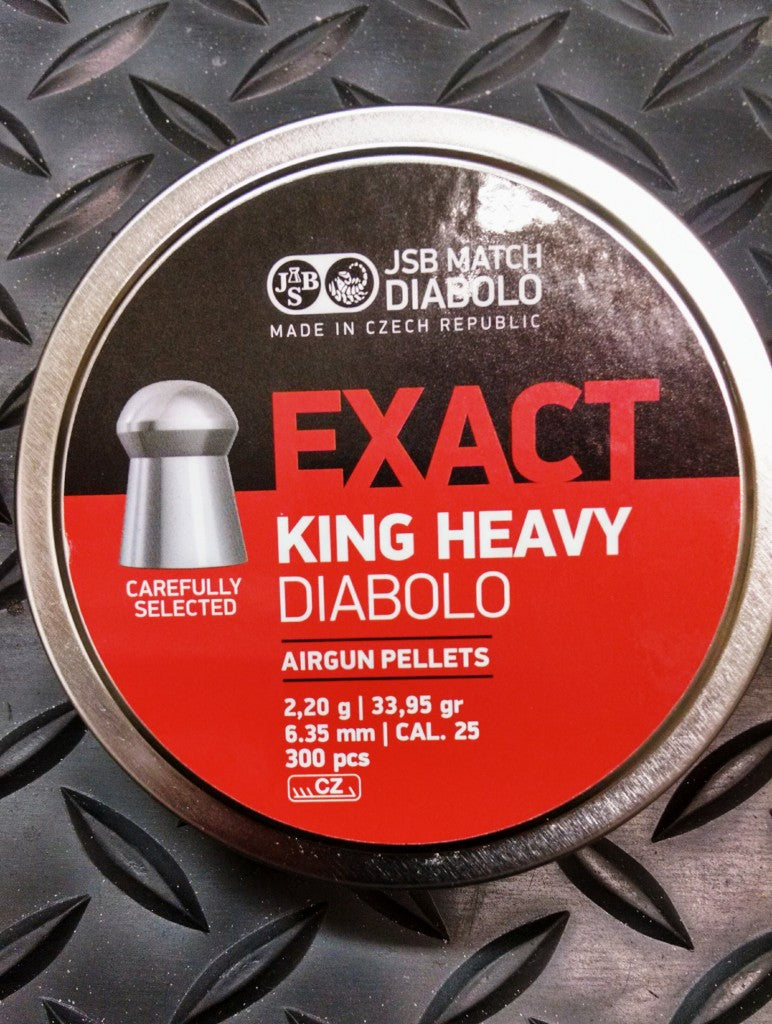 JSB
JSB MATCH
DIABOLO
MADE IN CZECH REPUBLIC
EXACT
KING HEAVY
DIABOLO
CAREFULLY
SELECTED
AIRGUN PELLETS
2,20 g | 33,95 gr
6.35 mm | CAL. 25
300 pcs
CZ